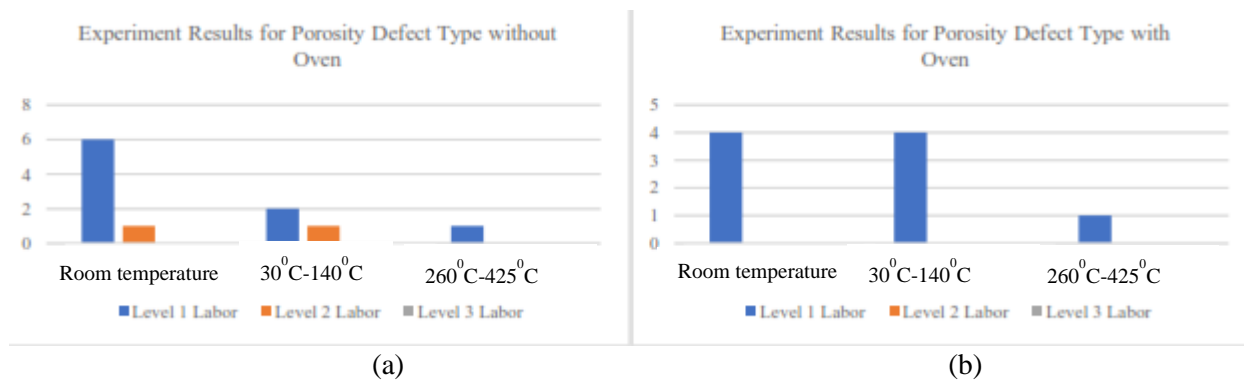 Experiment Results for Porosity Defect Type without
Oven
8
6
4
2
0
Room temperature 30⁰C-140⁰C 260⁰C-425⁰C
Level 1 Labor Level 2 Labor Level 3 Labor
(a)
Experiment Results for Porosity Defect Type with
Oven
5
4
3
2
1
0
Room temperature 30⁰C-140⁰C 260⁰C-425⁰C
Level 1 Labor Level 2 Labor Level 3 Labor
(b)